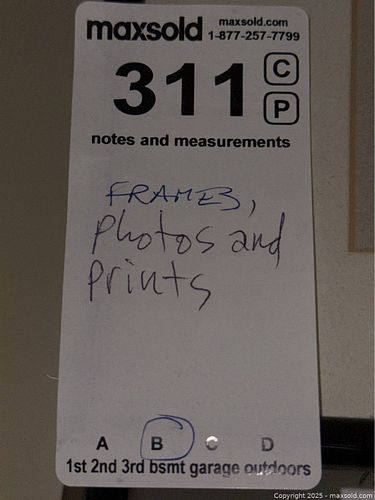 maxsold maxsold.com
1-877-257-7799
311 C
P
notes and measurements
FRAMES,
Photos and
Prints
A B C D
1st 2nd 3rd bsmt garage outdoors
Copyright 2025 - maxsold.com